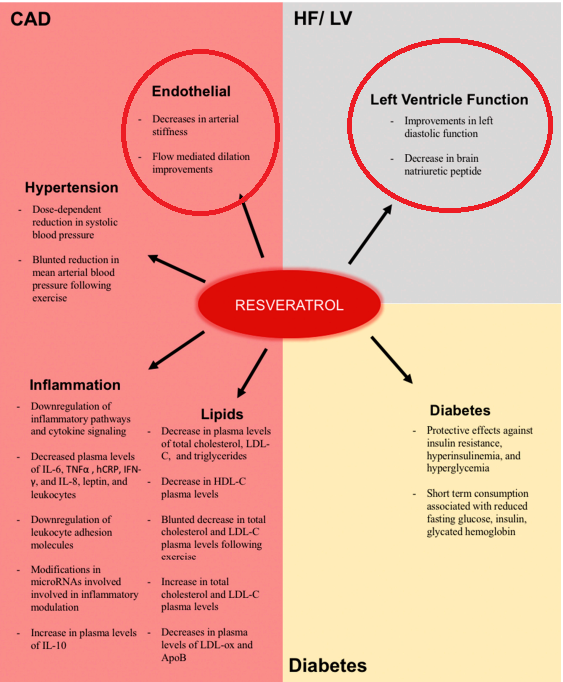 CAD
HF/ LV
Endothelial
- Decreases in arterial
stiffness
- Flow mediated dilation
improvements
Left Ventricle Function
- Improvements in left
diastolic function
- Decrease in brain
natriuretic peptide
Hypertension
- Dose-dependent
reduction in systolic
blood pressure
- Blunted reduction in
mean arterial blood
pressure following
exercise
RESVERATROL
Inflammation
- Downregulation of
inflammatory pathways
and cytokine signaling
- Decreased plasma levels
of IL-6, TNFα , hCRP, IFN-
γ, and IL-8, leptin, and
leukocytes
- Downregulation of
leukocyte adhesion
molecules
- Modifications in
microRNAs involved
involved in inflammatory
modulation
- Increase in plasma levels
of IL-10
Lipids
- Decrease in plasma levels
of total cholesterol, LDL-
C, and triglycerides
- Decrease in HDL-C
plasma levels
- Blunted decrease in total
cholesterol and LDL-C
plasma levels following
exercise
- Increase in total
cholesterol and LDL-C
plasma levels
- Decreases in plasma
levels of LDL-ox and
ApoB
Diabetes
- Protective effects against
insulin resistance,
hyperinsulinemia, and
hyperglycemia
- Short term consumption
associated with reduced
fasting glucose, insulin,
glycated hemoglobin
Diabetes